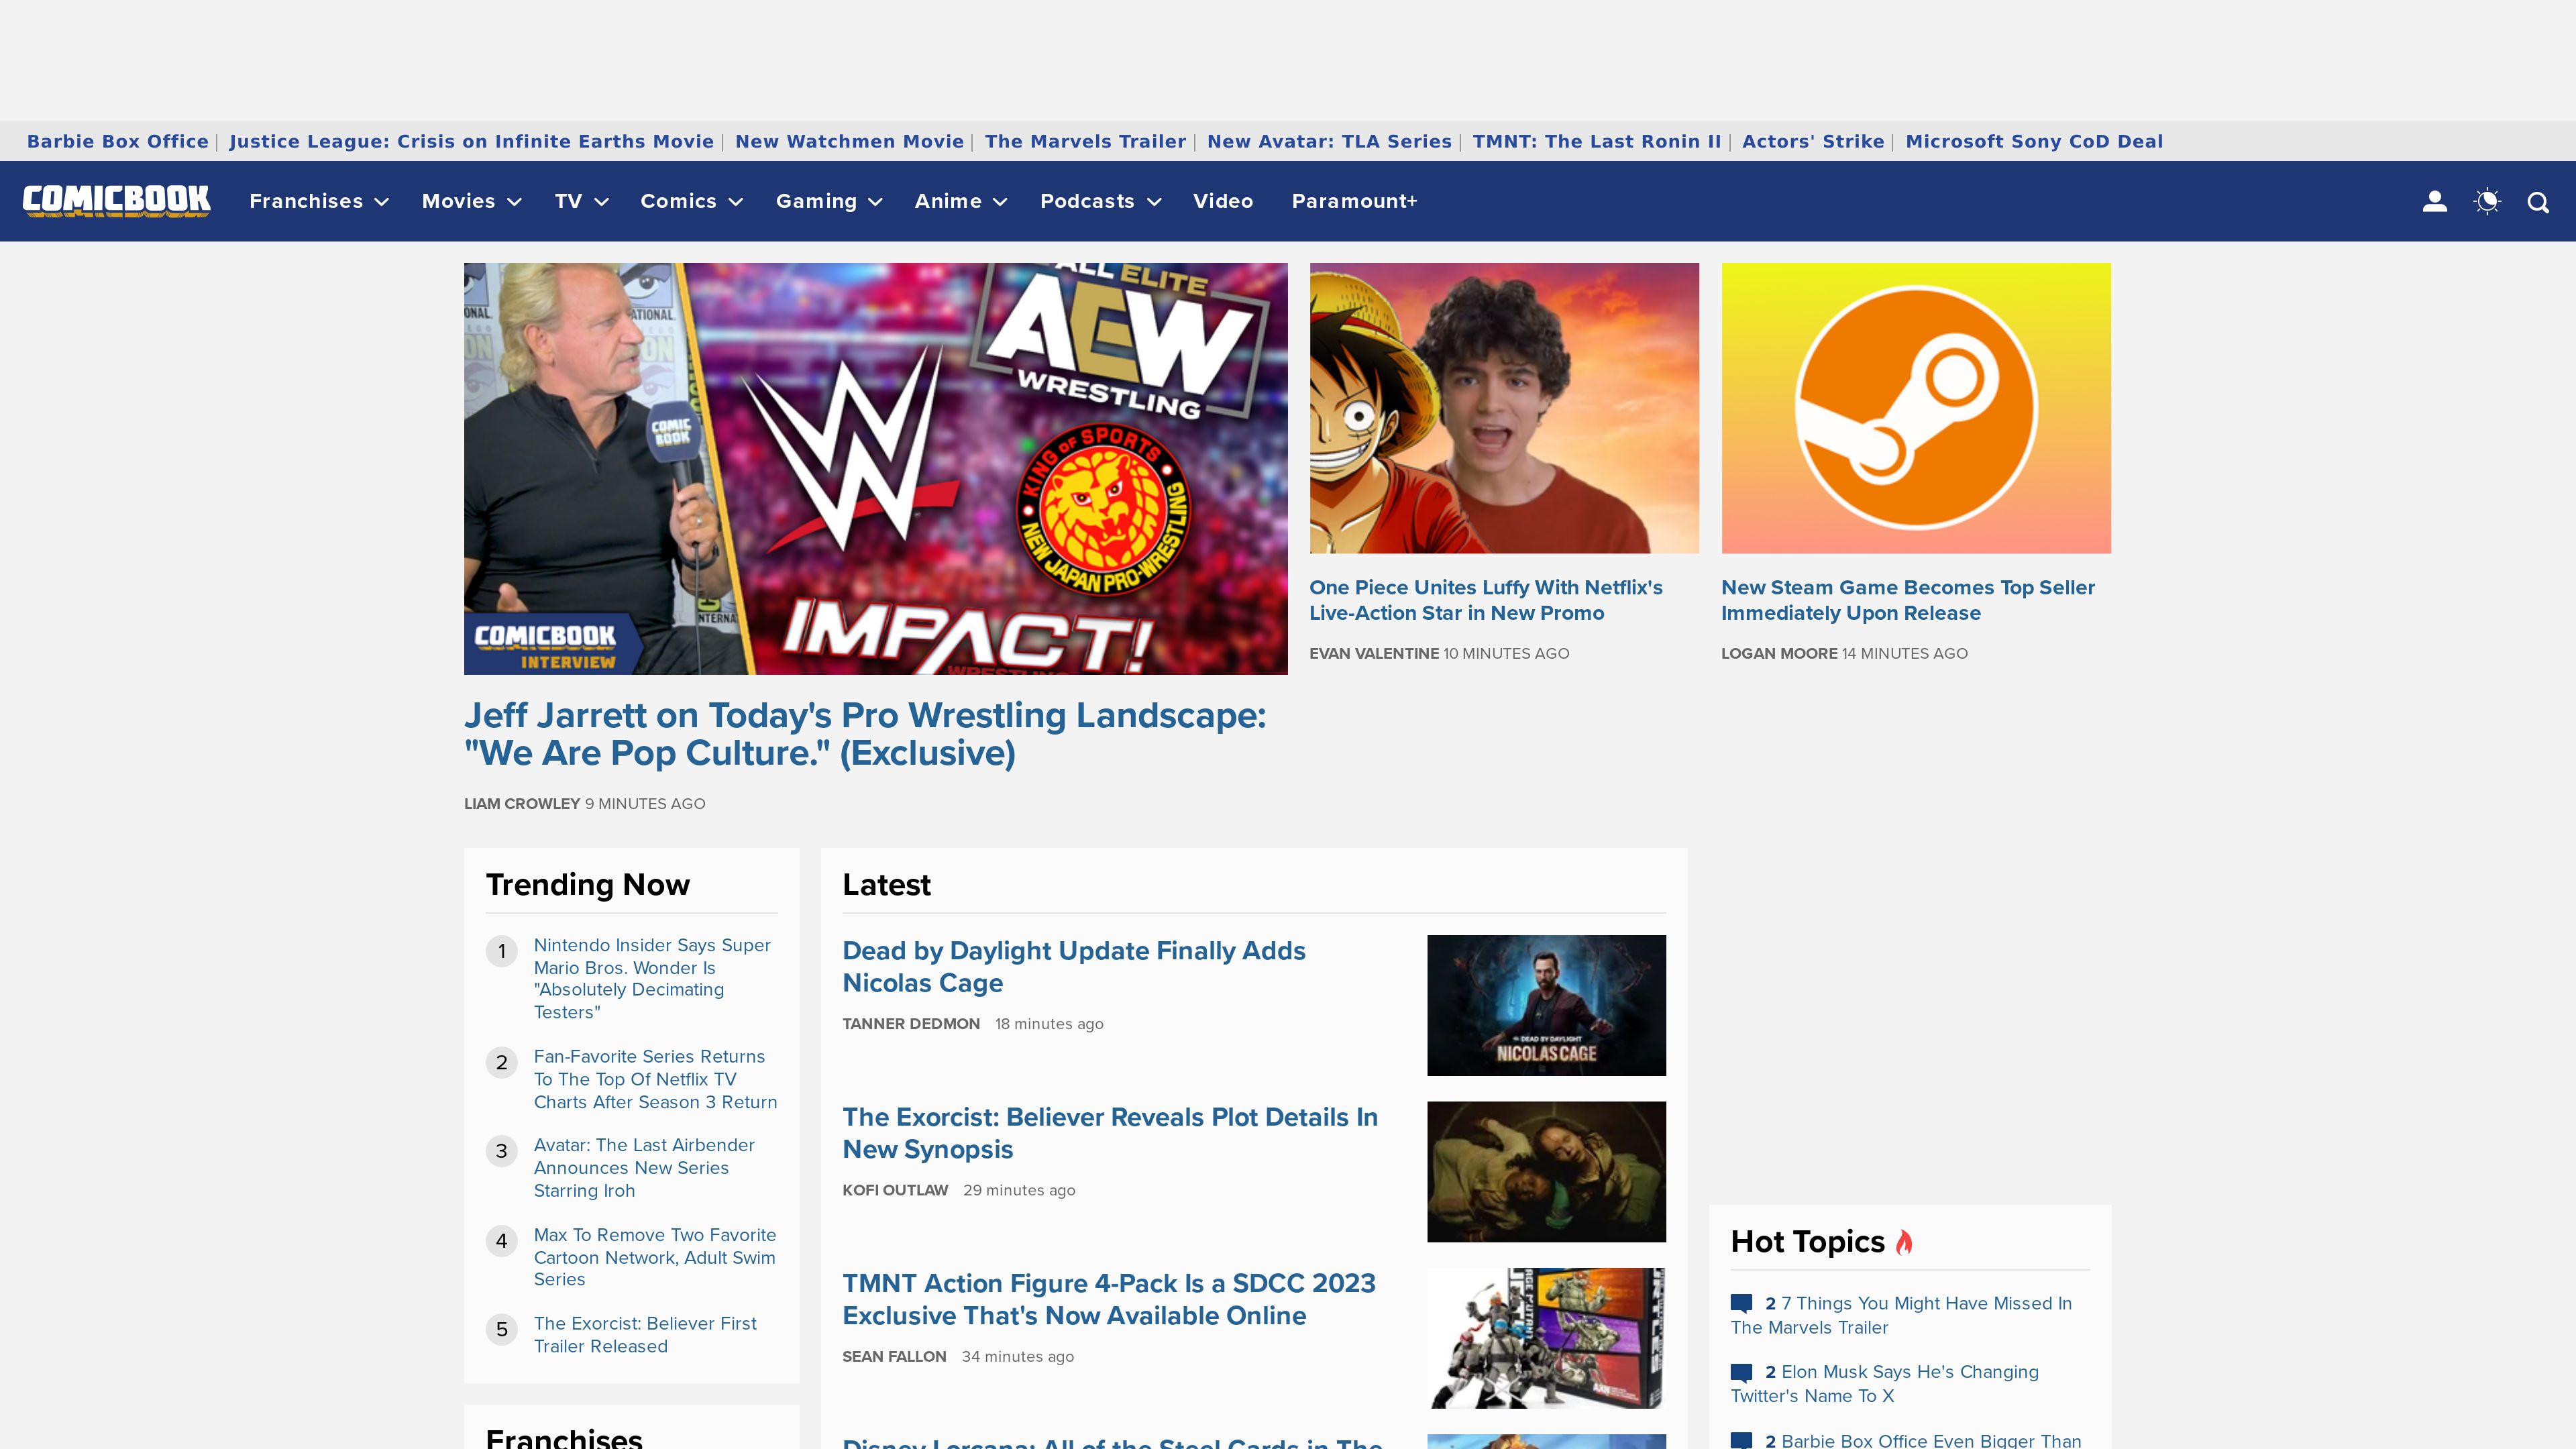 Barbie Box Office | Justice League: Crisis on Infinite Earths Movie | New Watchmen Movie | The Marvels Trailer | New Avatar: TLA Series | TMNT: The Last Ronin II | Actors' Strike | Microsoft Sony CoD Deal
COMICBOOK Franchises Movies TV Comics Gaming Anime Podcasts Video Paramount+
ONAL.
ATIONAL.
ALL ELITE
AEW
WRESTLING
COMIC
BOOK
W
KING OF SPORTS
NEW JAPAN PRO-WRESTLING
IMPACT!
WRESTLING
COMICBOOK
INTERVIEW
Jeff Jarrett on Today's Pro Wrestling Landscape:
"We Are Pop Culture." (Exclusive)
LIAM CROWLEY 9 MINUTES AGO
One Piece Unites Luffy With Netflix's
Live-Action Star in New Promo
EVAN VALENTINE 10 MINUTES AGO
New Steam Game Becomes Top Seller
Immediately Upon Release
LOGAN MOORE 14 MINUTES AGO
Trending Now
1 Nintendo Insider Says Super
Mario Bros. Wonder Is
"Absolutely Decimating
Testers"
2 Fan-Favorite Series Returns
To The Top Of Netflix TV
Charts After Season 3 Return
3 Avatar: The Last Airbender
Announces New Series
Starring Iroh
4 Max To Remove Two Favorite
Cartoon Network, Adult Swim
Series
5 The Exorcist: Believer First
Trailer Released
Franchises
Latest
Dead by Daylight Update Finally Adds
Nicolas Cage
TANNER DEDMON 18 minutes ago
DEAD BY DAYLIGHT
NICOLAS CAGE
The Exorcist: Believer Reveals Plot Details In
New Synopsis
KOFI OUTLAW 29 minutes ago
TMNT Action Figure 4-Pack Is a SDCC 2023
Exclusive That's Now Available Online
SEAN FALLON 34 minutes ago
Disney Lorcana: All of the Steel Cards in The
Hot Topics
2 7 Things You Might Have Missed In
The Marvels Trailer
2 Elon Musk Says He's Changing
Twitter's Name To X
2 Barbie Box Office Even Bigger Than